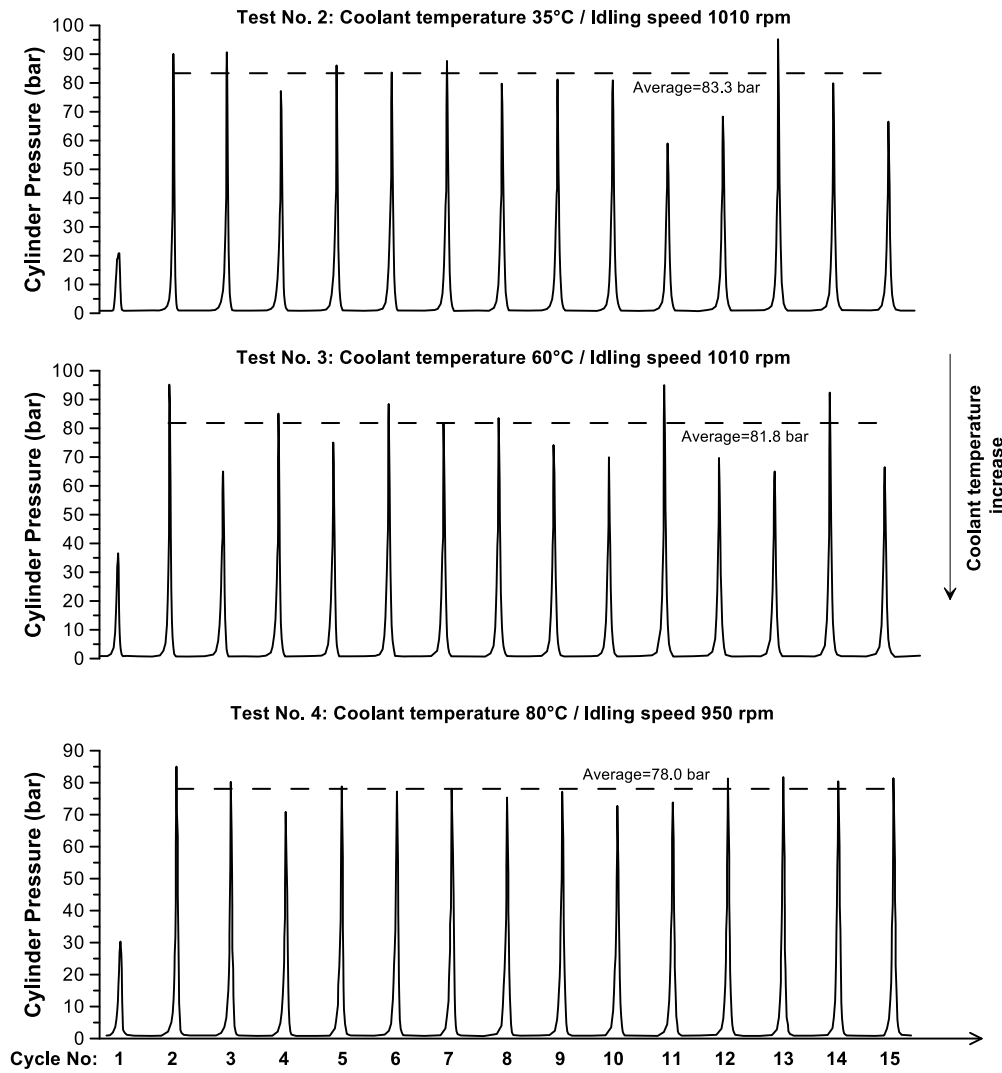 Test No. 2: Coolant temperature 35°C / Idling speed 1010 rpm
Cylinder Pressure (bar)
100
90
80
70
60
50
40
30
20
10
0
Average=83.3 bar
Test No. 3: Coolant temperature 60°C / Idling speed 1010 rpm
Cylinder Pressure (bar)
100
90
80
70
60
50
40
30
20
10
0
Average=81.8 bar
Coolant temperature
increase
Test No. 4: Coolant temperature 80°C / Idling speed 950 rpm
Cylinder Pressure (bar)
90
80
70
60
50
40
30
20
10
0
Average=78.0 bar
Cycle No: 1 2 3 4 5 6 7 8 9 10 11 12 13 14 15